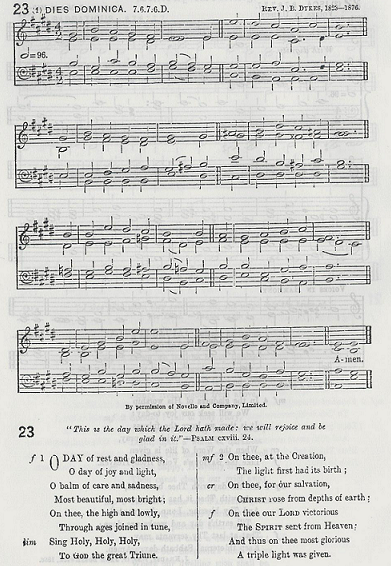 23 (1) DIES DOMINICA. 7.6.7.6.D. REV. J. B. DYKES, 1823—1876.
=96.
A-men.
By permission of Novello and Company, Limited.
23
"This is the day which the Lord hath made: we will rejoice and be
glad in it."—PSALM cxviii. 24.
f 1 O DAY of rest and gladness,
O day of joy and light,
O balm of care and sadness,
Most beautiful, most bright;
On thee, the high and lowly,
Through ages joined in tune,
dim Sing Holy, Holy, Holy,
To GOD the great Triune.
mf 2 On thee, at the Creation,
The light first had its birth;
cr On thee, for our salvation,
CHRIST rose from depths of earth;
f On thee our LORD victorious
The SPIRIT sent from Heaven;
And thus on thee most glorious
A triple light was given.